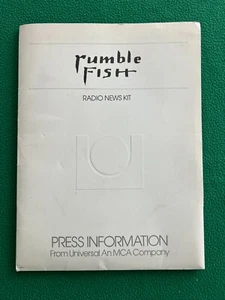 rumble
FISH
RADIO NEWS KIT
PRESS INFORMATION
From Universal An MCA Company